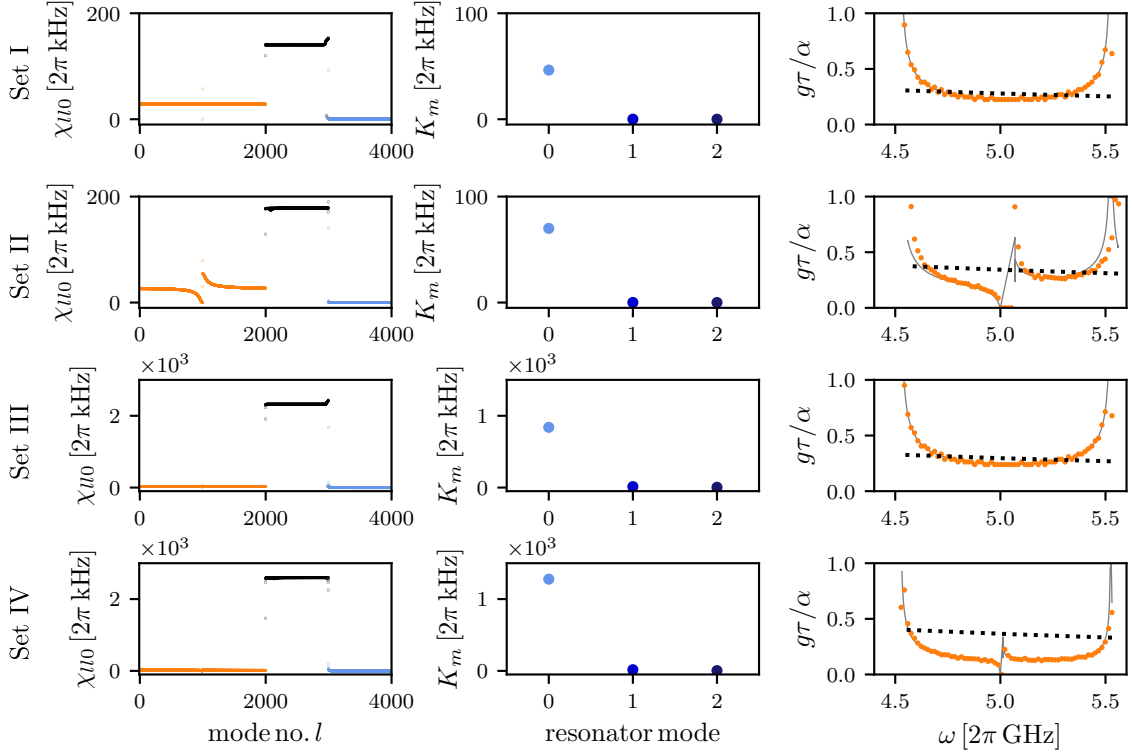 Set I
χll0 [2π kHz]
200
0
0 2000 4000
Km [2π kHz]
100
0
0 1 2
gτ/α
1.0
0.5
0.0
4.5 5.0 5.5
Set II
χll0 [2π kHz]
200
0
0 2000 4000
Km [2π kHz]
100
0
0 1 2
gτ/α
1.0
0.5
0.0
4.5 5.0 5.5
Set III
χll0 [2π kHz]
×10³
2
0
0 2000 4000
Km [2π kHz]
×10³
1
0
0 1 2
gτ/α
1.0
0.5
0.0
4.5 5.0 5.5
Set IV
χll0 [2π kHz]
×10³
2
0
0 2000 4000
mode no. l
Km [2π kHz]
×10³
1
0
0 1 2
resonator mode
gτ/α
1.0
0.5
0.0
4.5 5.0 5.5
ω [2π GHz]